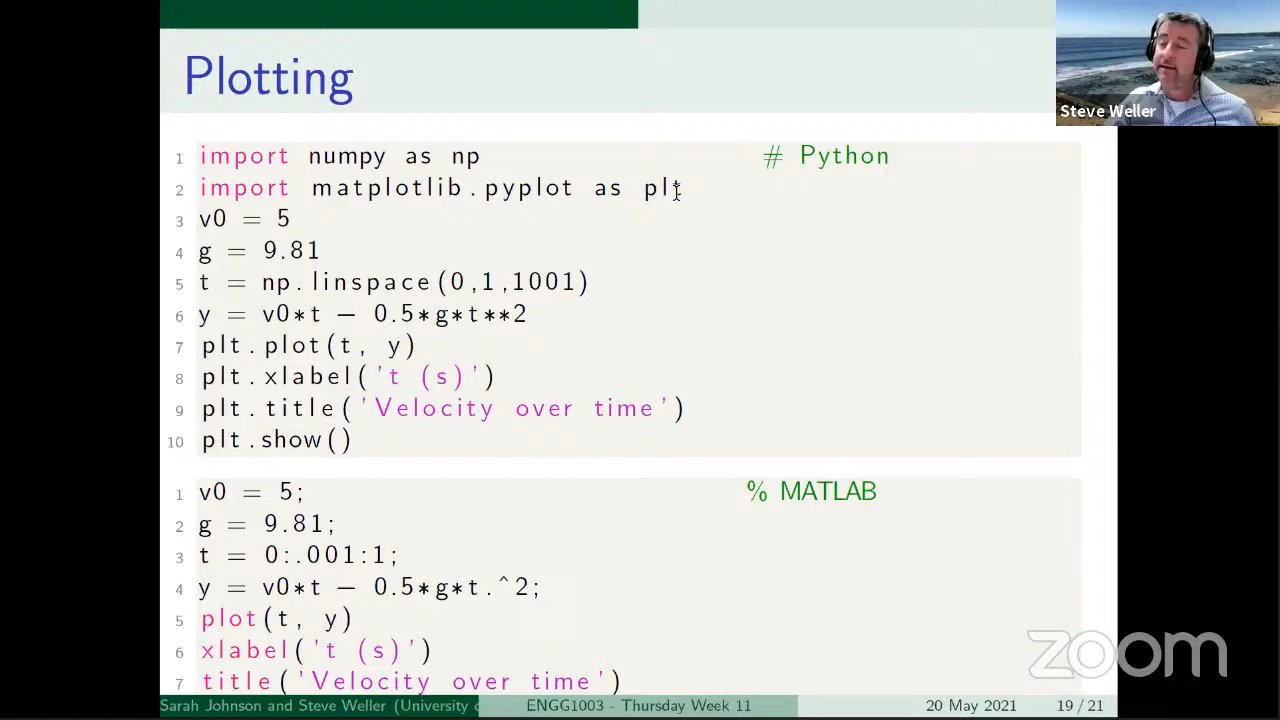 Plotting
Steve Weller
1 import numpy as np # Python
2 import matplotlib.pyplot as plt
3 v0 = 5
4 g = 9.81
5 t = np.linspace(0,1,1001)
6 y = v0*t - 0.5*g*t**2
7 plt.plot(t, y)
8 plt.xlabel('t (s)')
9 plt.title('Velocity over time')
10 plt.show()
1 v0 = 5; % MATLAB
2 g = 9.81;
3 t = 0:.001:1;
4 y = v0*t - 0.5*g*t.^2;
5 plot(t, y)
6 xlabel('t (s)')
7 title('Velocity over time')
zoom
Sarah Johnson and Steve Weller (University ENGG1003 - Thursday Week 11 20 May 2021 19 / 21